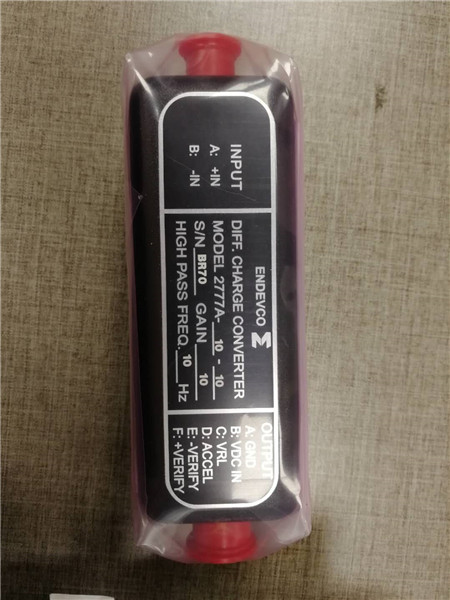 INPUT
A: +IN
B: -IN
ENDEVCO
DIFF. CHARGE CONVERTER
MODEL 2777A- 10 - 10
S/N BR70 GAIN 10
HIGH PASS FREQ. 10 Hz
OUTPUT
A: GND
B: VDC IN
C: VRL
D: ACCEL
E: -VERIFY
F: +VERIFY